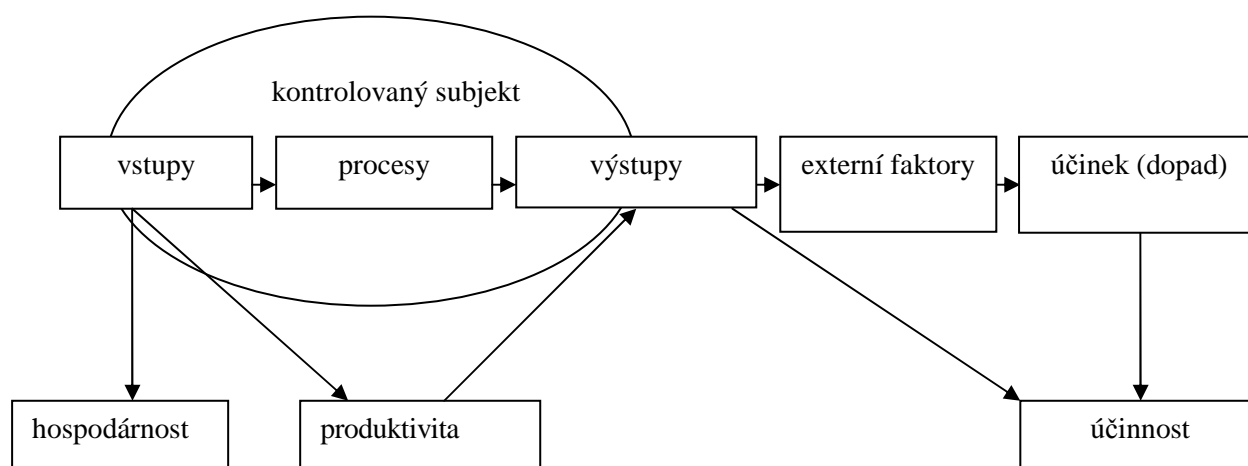 kontrolovaný subjekt
vstupy
procesy
výstupy
externí faktory
účinek (dopad)
hospodárnost
produktivita
účinnost